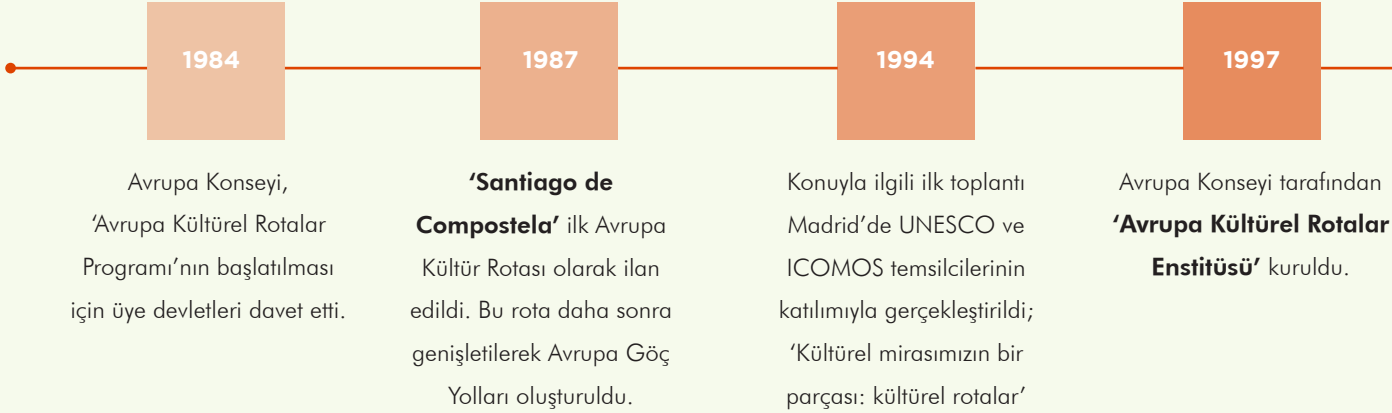 1984
Avrupa Konseyi,
‘Avrupa Kültürel Rotalar
Programı’nın başlatılması
için üye devletleri davet etti.
1987
‘Santiago de
Compostela’ ilk Avrupa
Kültür Rotası olarak ilan
edildi. Bu rota daha sonra
genişletilerek Avrupa Göç
Yolları oluşturuldu.
1994
Konuyla ilgili ilk toplantı
Madrid’de UNESCO ve
ICOMOS temsilcilerinin
katılımıyla gerçekleştirildi;
‘Kültürel mirasımızın bir
parçası: kültürel rotalar’
1997
Avrupa Konseyi tarafından
‘Avrupa Kültürel Rotalar
Enstitüsü’ kuruldu.